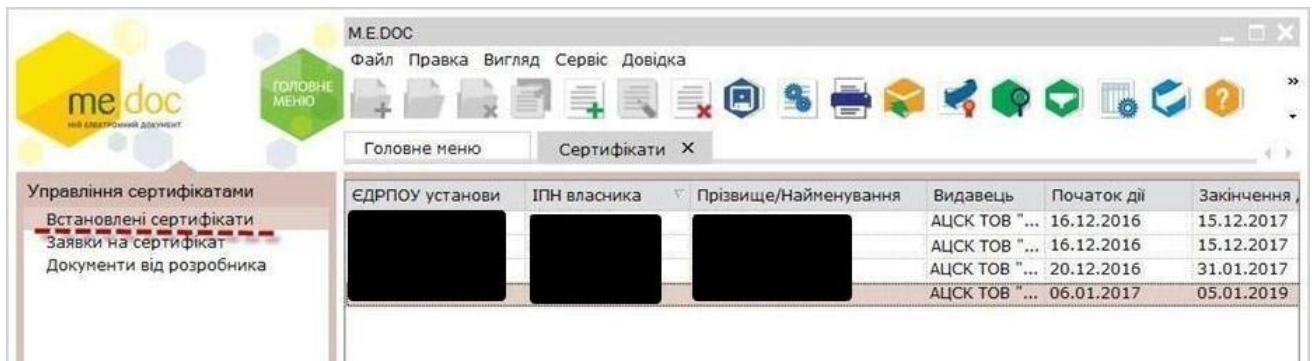 M.E.DOC
Файл Правка Вигляд Сервіс Довідка
me doc
мій електронний документ
ГОЛОВНЕ
МЕНЮ
Головне меню
Сертифікати X
Управління сертифікатами
Встановлені сертифікати
Заявки на сертифікат
Документи від розробника
ЄДРПОУ установи ІПН власника Прізвище/Найменування Видавець Початок дії Закінчення
АЦСК ТОВ "... 16.12.2016 15.12.2017
АЦСК ТОВ "... 16.12.2016 15.12.2017
АЦСК ТОВ "... 20.12.2016 31.01.2017
АЦСК ТОВ "... 06.01.2017 05.01.2019